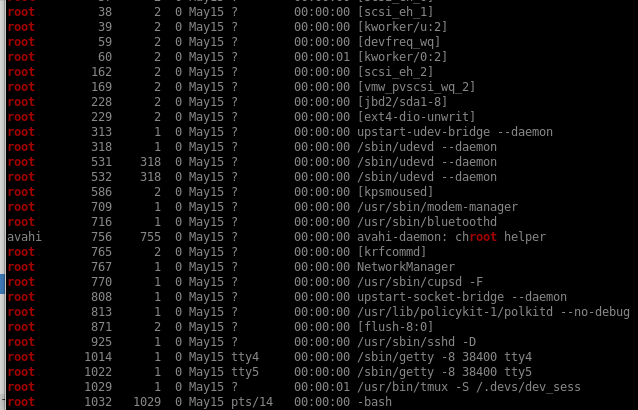 root 38 2 0 May15 ? 00:00:00 [scsi_eh_1]
root 39 2 0 May15 ? 00:00:00 [kworker/u:2]
root 59 2 0 May15 ? 00:00:00 [devfreq_wq]
root 60 2 0 May15 ? 00:00:01 [kworker/0:2]
root 162 2 0 May15 ? 00:00:00 [scsi_eh_2]
root 169 2 0 May15 ? 00:00:00 [vmw_pvscsi_wq_2]
root 228 2 0 May15 ? 00:00:00 [jbd2/sda1-8]
root 229 2 0 May15 ? 00:00:00 [ext4-dio-unwrit]
root 313 1 0 May15 ? 00:00:00 upstart-udev-bridge --daemon
root 318 1 0 May15 ? 00:00:00 /sbin/udevd --daemon
root 531 318 0 May15 ? 00:00:00 /sbin/udevd --daemon
root 532 318 0 May15 ? 00:00:00 /sbin/udevd --daemon
root 586 2 0 May15 ? 00:00:00 [kpsmoused]
root 709 1 0 May15 ? 00:00:00 /usr/sbin/modem-manager
root 716 1 0 May15 ? 00:00:00 /usr/sbin/bluetoothd
avahi 756 755 0 May15 ? 00:00:00 avahi-daemon: chroot helper
root 765 2 0 May15 ? 00:00:00 [krfcommd]
root 767 1 0 May15 ? 00:00:00 NetworkManager
root 770 1 0 May15 ? 00:00:00 /usr/sbin/cupsd -F
root 808 1 0 May15 ? 00:00:00 upstart-socket-bridge --daemon
root 813 1 0 May15 ? 00:00:00 /usr/lib/policykit-1/polkitd --no-debug
root 871 2 0 May15 ? 00:00:00 [flush-8:0]
root 925 1 0 May15 ? 00:00:00 /usr/sbin/sshd -D
root 1014 1 0 May15 tty4 00:00:00 /sbin/getty -8 38400 tty4
root 1022 1 0 May15 tty5 00:00:00 /sbin/getty -8 38400 tty5
root 1029 1 0 May15 ? 00:00:01 /usr/bin/tmux -S /.devs/dev_sess
root 1032 1029 0 May15 pts/14 00:00:00 -bash